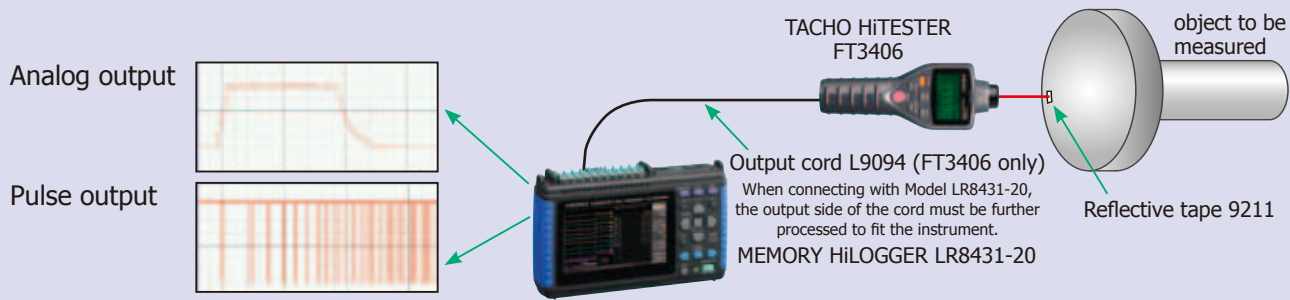 Analog output
Pulse output
TACHO HiTESTER
FT3406
object to be
measured
Output cord L9094 (FT3406 only)
When connecting with Model LR8431-20,
the output side of the cord must be further
processed to fit the instrument.
MEMORY HiLOGGER LR8431-20
Reflective tape 9211